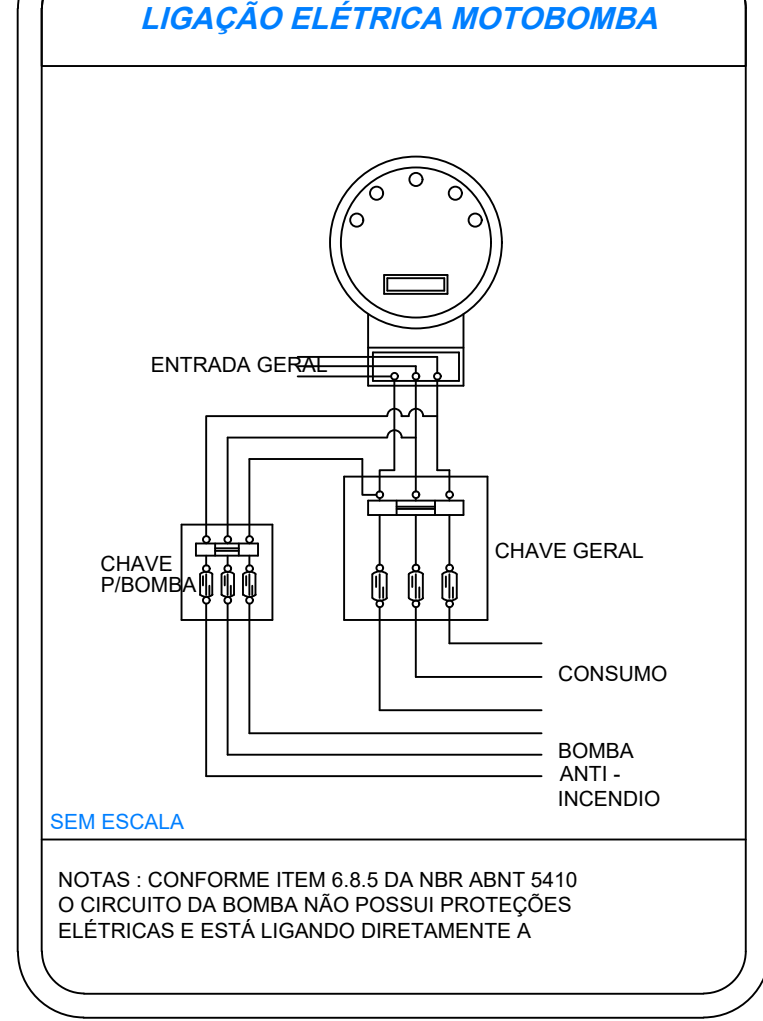 LIGAÇÃO ELÉTRICA MOTOBOMBA
ENTRADA GERAL
CHAVE GERAL
CHAVE
P/BOMBA
CONSUMO
BOMBA
ANTI -
INCENDIO
SEM ESCALA
NOTAS : CONFORME ITEM 6.8.5 DA NBR ABNT 5410
O CIRCUITO DA BOMBA NÃO POSSUI PROTEÇÕES
ELÉTRICAS E ESTÁ LIGANDO DIRETAMENTE A